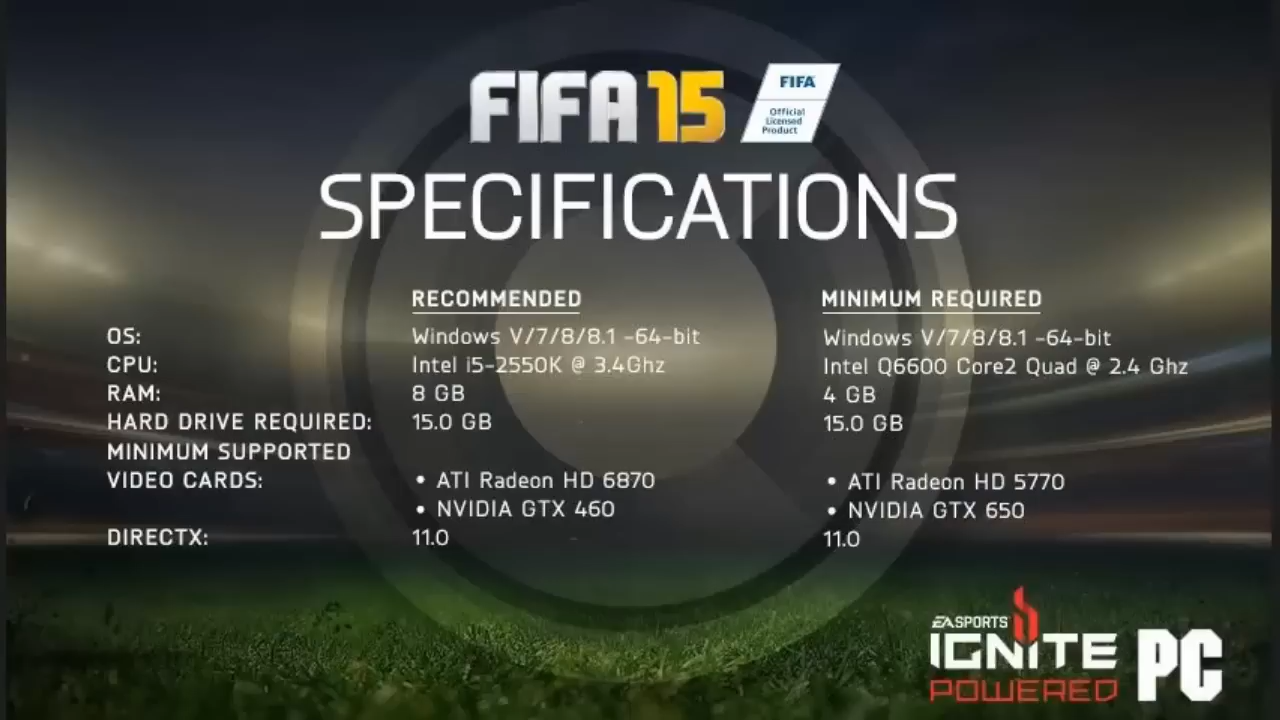 FIFA 15
FIFA
Official
Licensed
Product
SPECIFICATIONS
RECOMMENDED MINIMUM REQUIRED
OS: Windows V/7/8/8.1 -64-bit Windows V/7/8/8.1 -64-bit
CPU: Intel i5-2550K @ 3.4Ghz Intel Q6600 Core2 Quad @ 2.4 Ghz
RAM: 8 GB 4 GB
HARD DRIVE REQUIRED: 15.0 GB 15.0 GB
MINIMUM SUPPORTED
VIDEO CARDS: • ATI Radeon HD 6870 • ATI Radeon HD 5770
• NVIDIA GTX 460 • NVIDIA GTX 650
DIRECTX: 11.0 11.0
EA SPORTS
IGNITE PC
POWERED